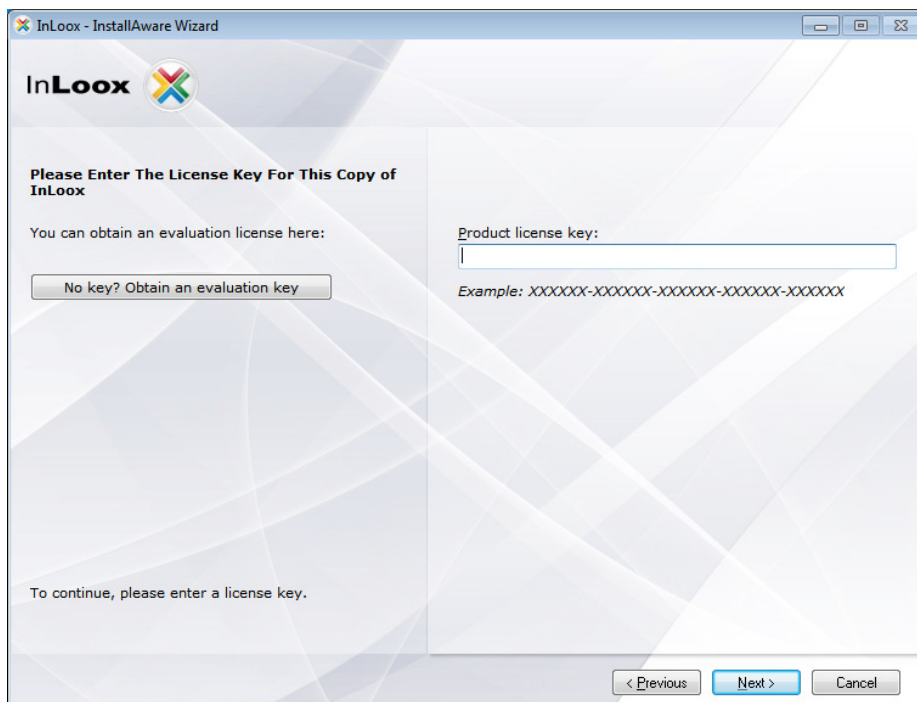 InLoox - InstallAware Wizard
InLoox
Please Enter The License Key For This Copy of
InLoox
You can obtain an evaluation license here:
No key? Obtain an evaluation key
Product license key:
Example: XXXXXX-XXXXXX-XXXXXX-XXXXXX-XXXXXX
To continue, please enter a license key.
< Previous
Next >
Cancel